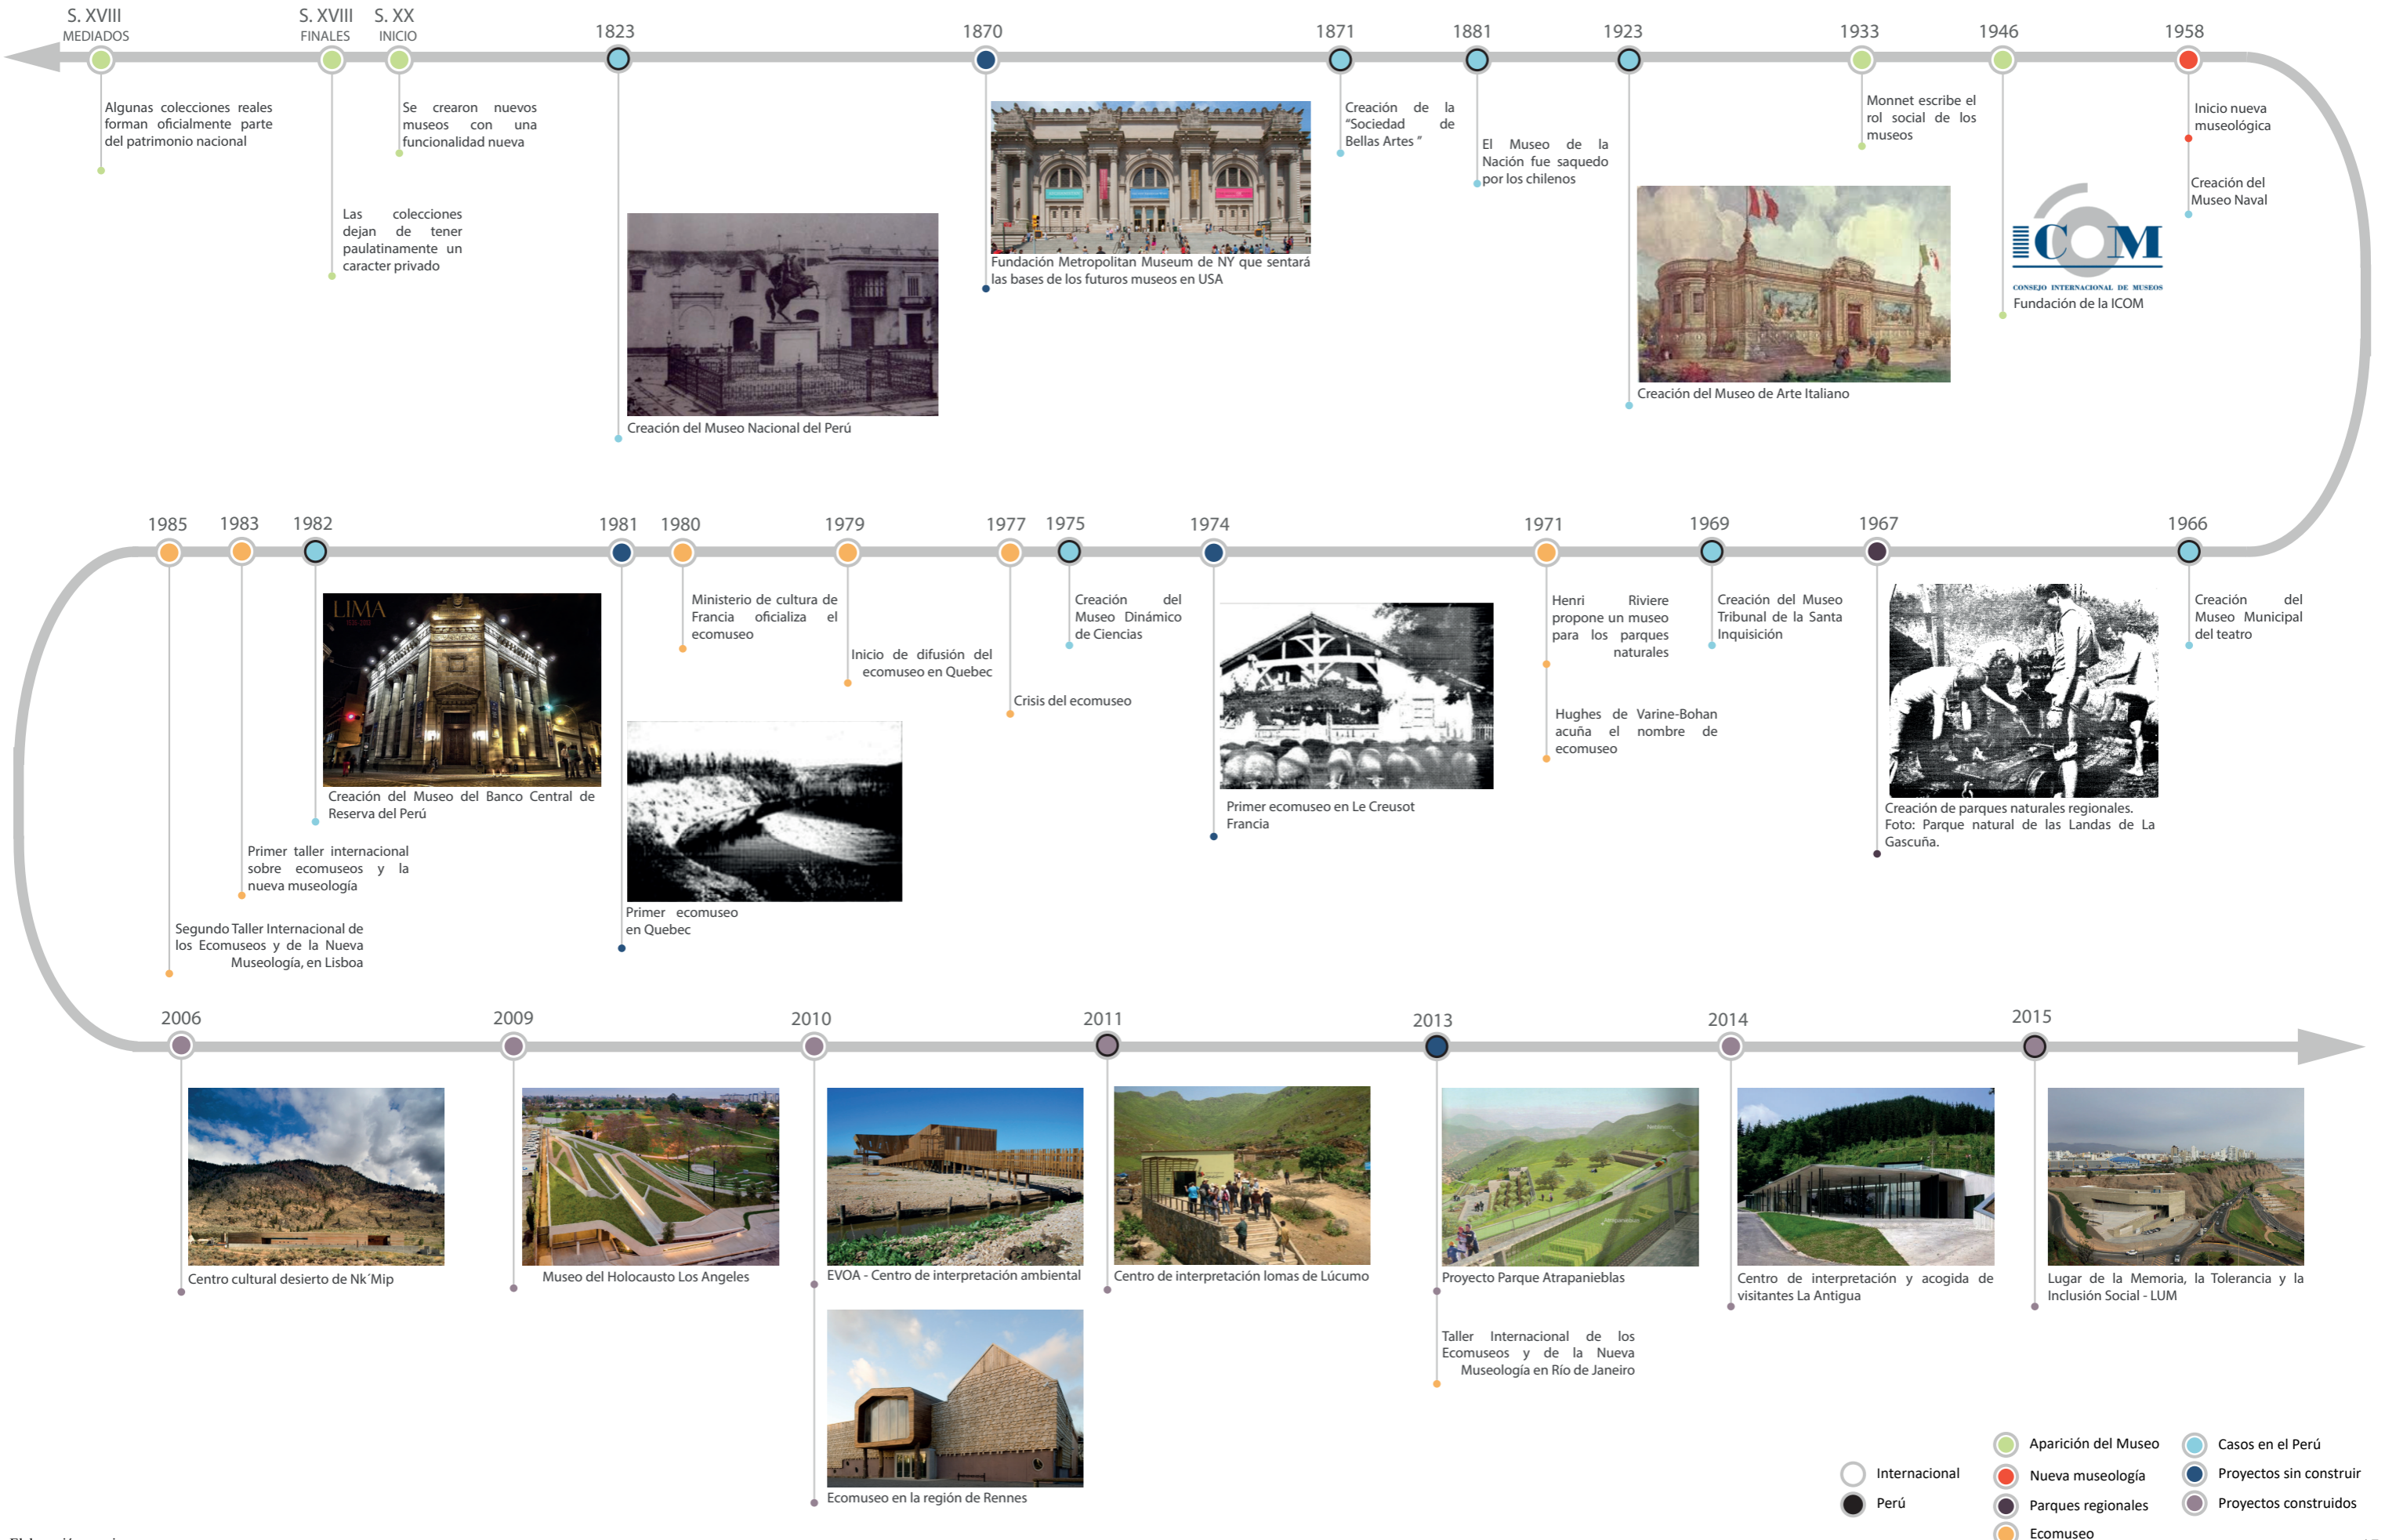 S. XVIII
MEDIADOS
S. XVIII
FINALES
S. XX
INICIO
1823
1870
1871
1881
1923
1933
1946
1958
Algunas colecciones reales
forman oficialmente parte
del patrimonio nacional
Las colecciones
dejan de tener
paulatinamente un
caracter privado
Se crearon nuevos
museos con una
funcionalidad nueva
Creación del Museo Nacional del Perú
Fundación Metropolitan Museum de NY que sentará
las bases de los futuros museos en USA
Creación de la
“Sociedad de
Bellas Artes ”
El Museo de la
Nación fue saquedo
por los chilenos
Creación del Museo de Arte Italiano
Monnet escribe el
rol social de los
museos
ICOM
CONSEJO INTERNACIONAL DE MUSEOS
Fundación de la ICOM
Inicio nueva
museológica
Creación del
Museo Naval
1985
1983
1982
1981
1980
1979
1977
1975
1974
1971
1969
1967
1966
Segundo Taller Internacional de
los Ecomuseos y de la Nueva
Museología, en Lisboa
Primer taller internacional
sobre ecomuseos y la
nueva museología
LIMA
Creación del Museo del Banco Central de
Reserva del Perú
Primer ecomuseo
en Quebec
Ministerio de cultura de
Francia oficializa el
ecomuseo
Inicio de difusión del
ecomuseo en Quebec
Crisis del ecomuseo
Creación del
Museo Dinámico
de Ciencias
Primer ecomuseo en Le Creusot
Francia
Henri Riviere
propone un museo
para los parques
naturales
Hughes de Varine-Bohan
acuña el nombre de
ecomuseo
Creación del Museo
Tribunal de la Santa
Inquisición
Creación de parques naturales regionales.
Foto: Parque natural de las Landas de La
Gascuña.
Creación del
Museo Municipal
del teatro
2006
2009
2010
2011
2013
2014
2015
Centro cultural desierto de Nk´Mip
Museo del Holocausto Los Angeles
EVOA - Centro de interpretación ambiental
Ecomuseo en la región de Rennes
Centro de interpretación lomas de Lúcumo
Proyecto Parque Atrapanieblas
Taller Internacional de los
Ecomuseos y de la Nueva
Museología en Río de Janeiro
Centro de interpretación y acogida de
visitantes La Antigua
Lugar de la Memoria, la Tolerancia y la
Inclusión Social - LUM
Internacional
Perú
Aparición del Museo
Nueva museología
Parques regionales
Ecomuseo
Casos en el Perú
Proyectos sin construir
Proyectos construidos